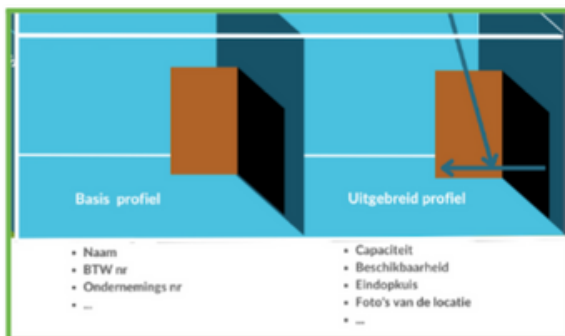 Basis profiel
• Naam
• BTW nr
• Ondernemings nr
• ...
Uitgebreid profiel
• Capaciteit
• Beschikbaarheid
• Eindopkuis
• Foto's van de locatie
• ...